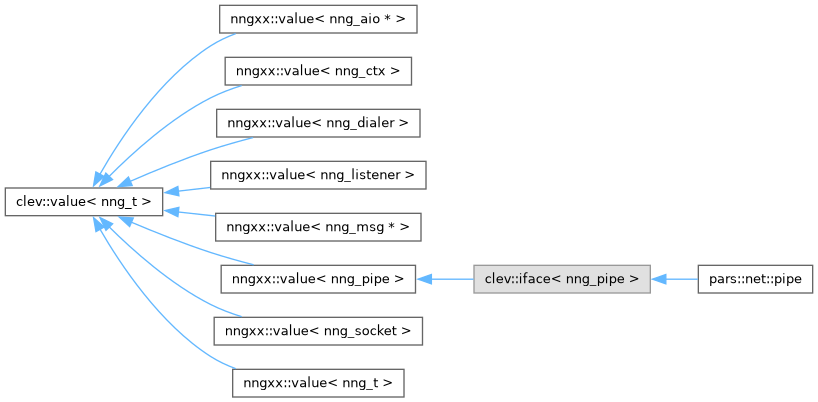 nngxx::value< nng_aio * >
nngxx::value< nng_ctx >
nngxx::value< nng_dialer >
nngxx::value< nng_listener >
clev::value< nng_t >
nngxx::value< nng_msg * >
nngxx::value< nng_pipe >
clev::iface< nng_pipe >
pars::net::pipe
nngxx::value< nng_socket >
nngxx::value< nng_t >